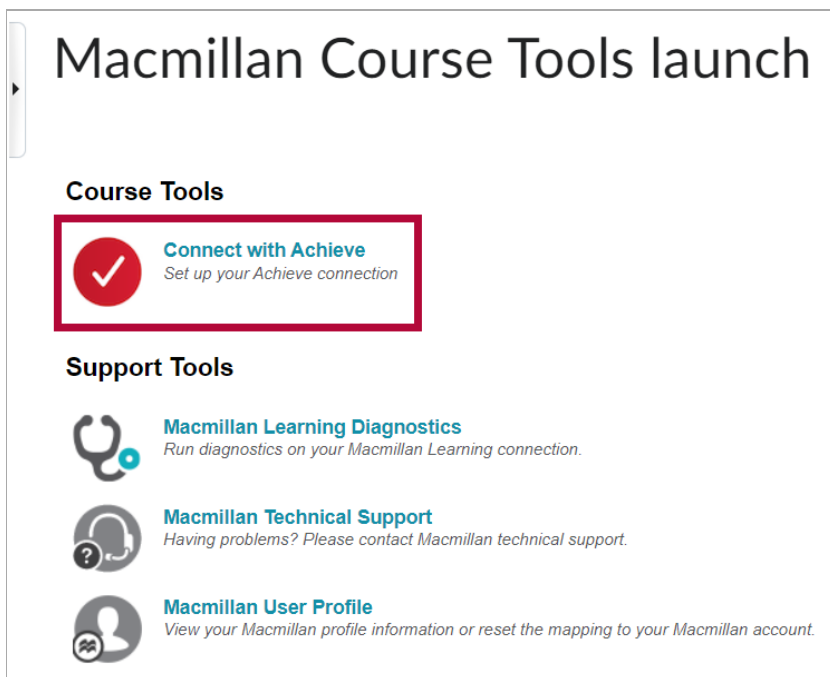 Macmillan Course Tools launch
Course Tools
Connect with Achieve
Set up your Achieve connection
Support Tools
Macmillan Learning Diagnostics
Run diagnostics on your Macmillan Learning connection.
?
Macmillan Technical Support
Having problems? Please contact Macmillan technical support.
Macmillan User Profile
View your Macmillan profile information or reset the mapping to your Macmillan account.